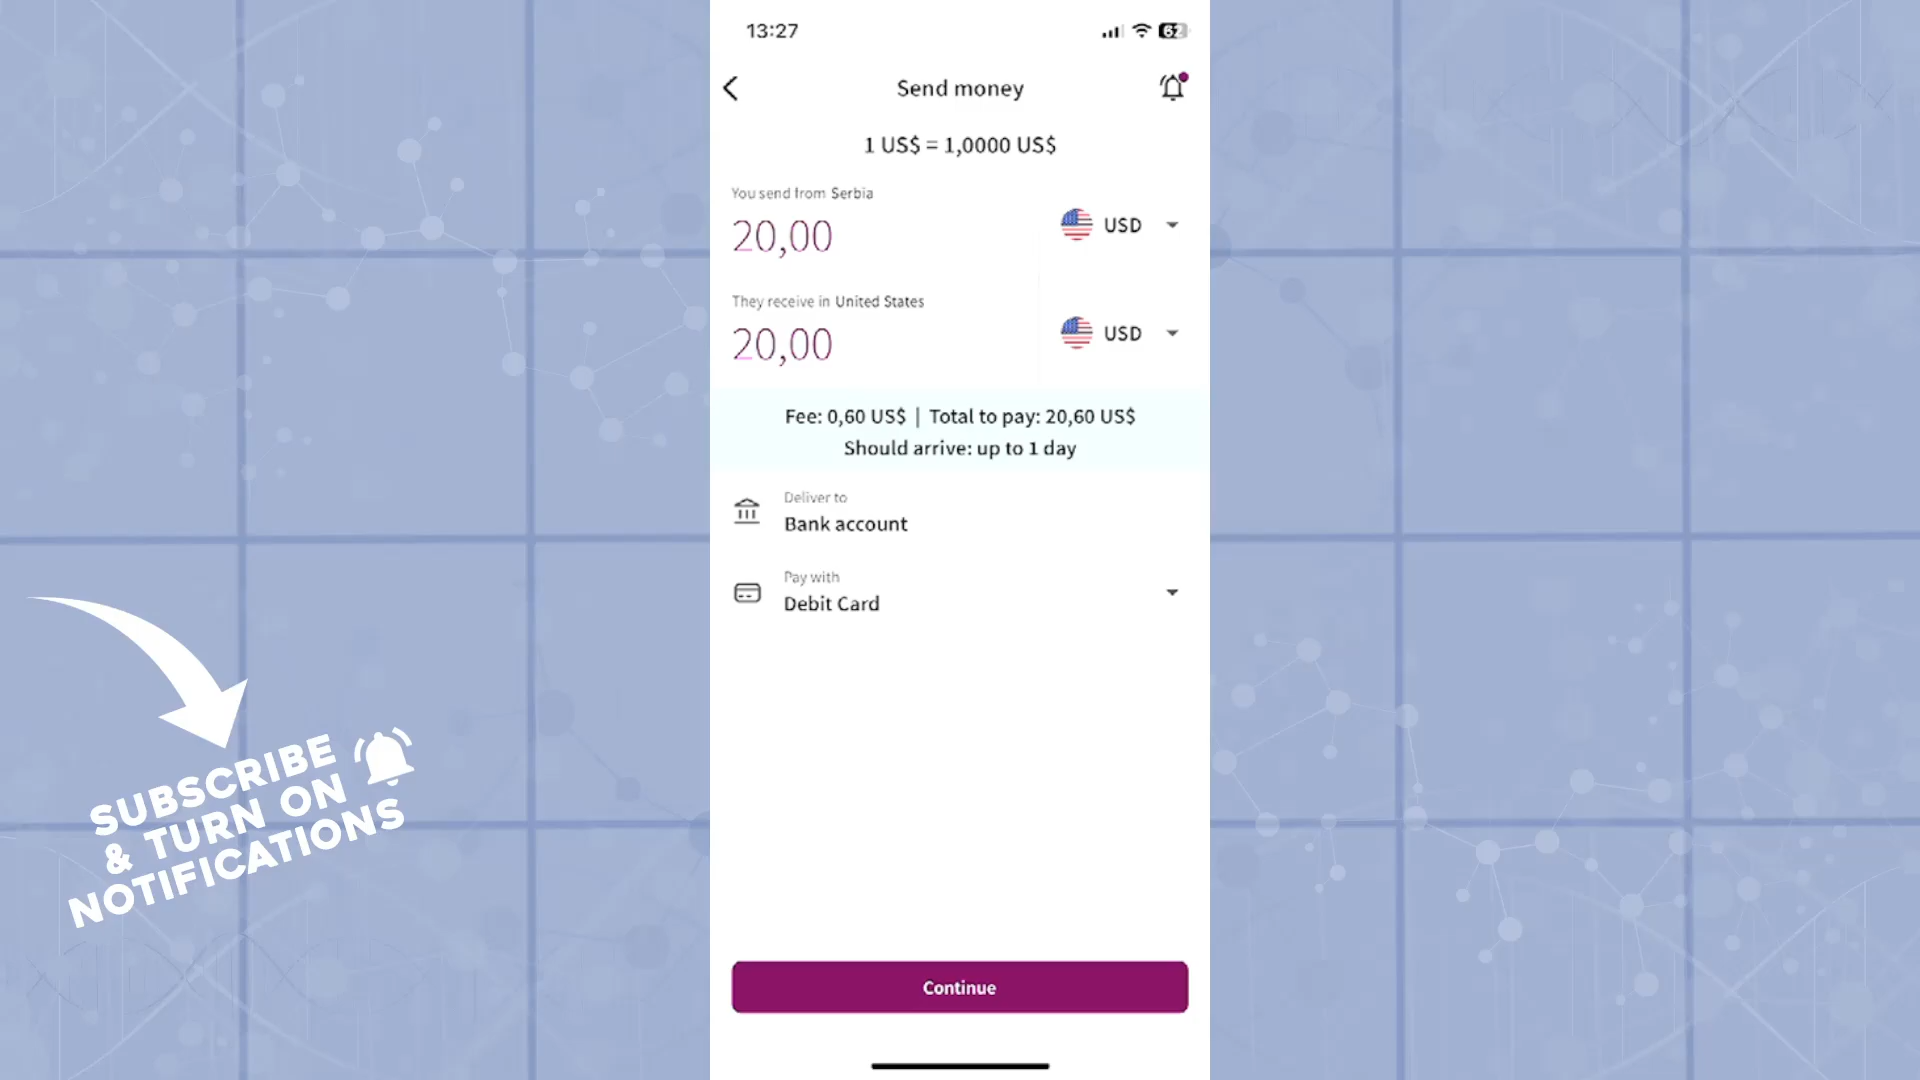 13:27
62
Send money
1 US$ = 1,0000 US$
You send from Serbia
20,00
USD
They receive in United States
20,00
USD
Fee: 0,60 US$ | Total to pay: 20,60 US$
Should arrive: up to 1 day
Deliver to
Bank account
Pay with
Debit Card
Continue
SUBSCRIBE
& TURN ON
NOTIFICATIONS